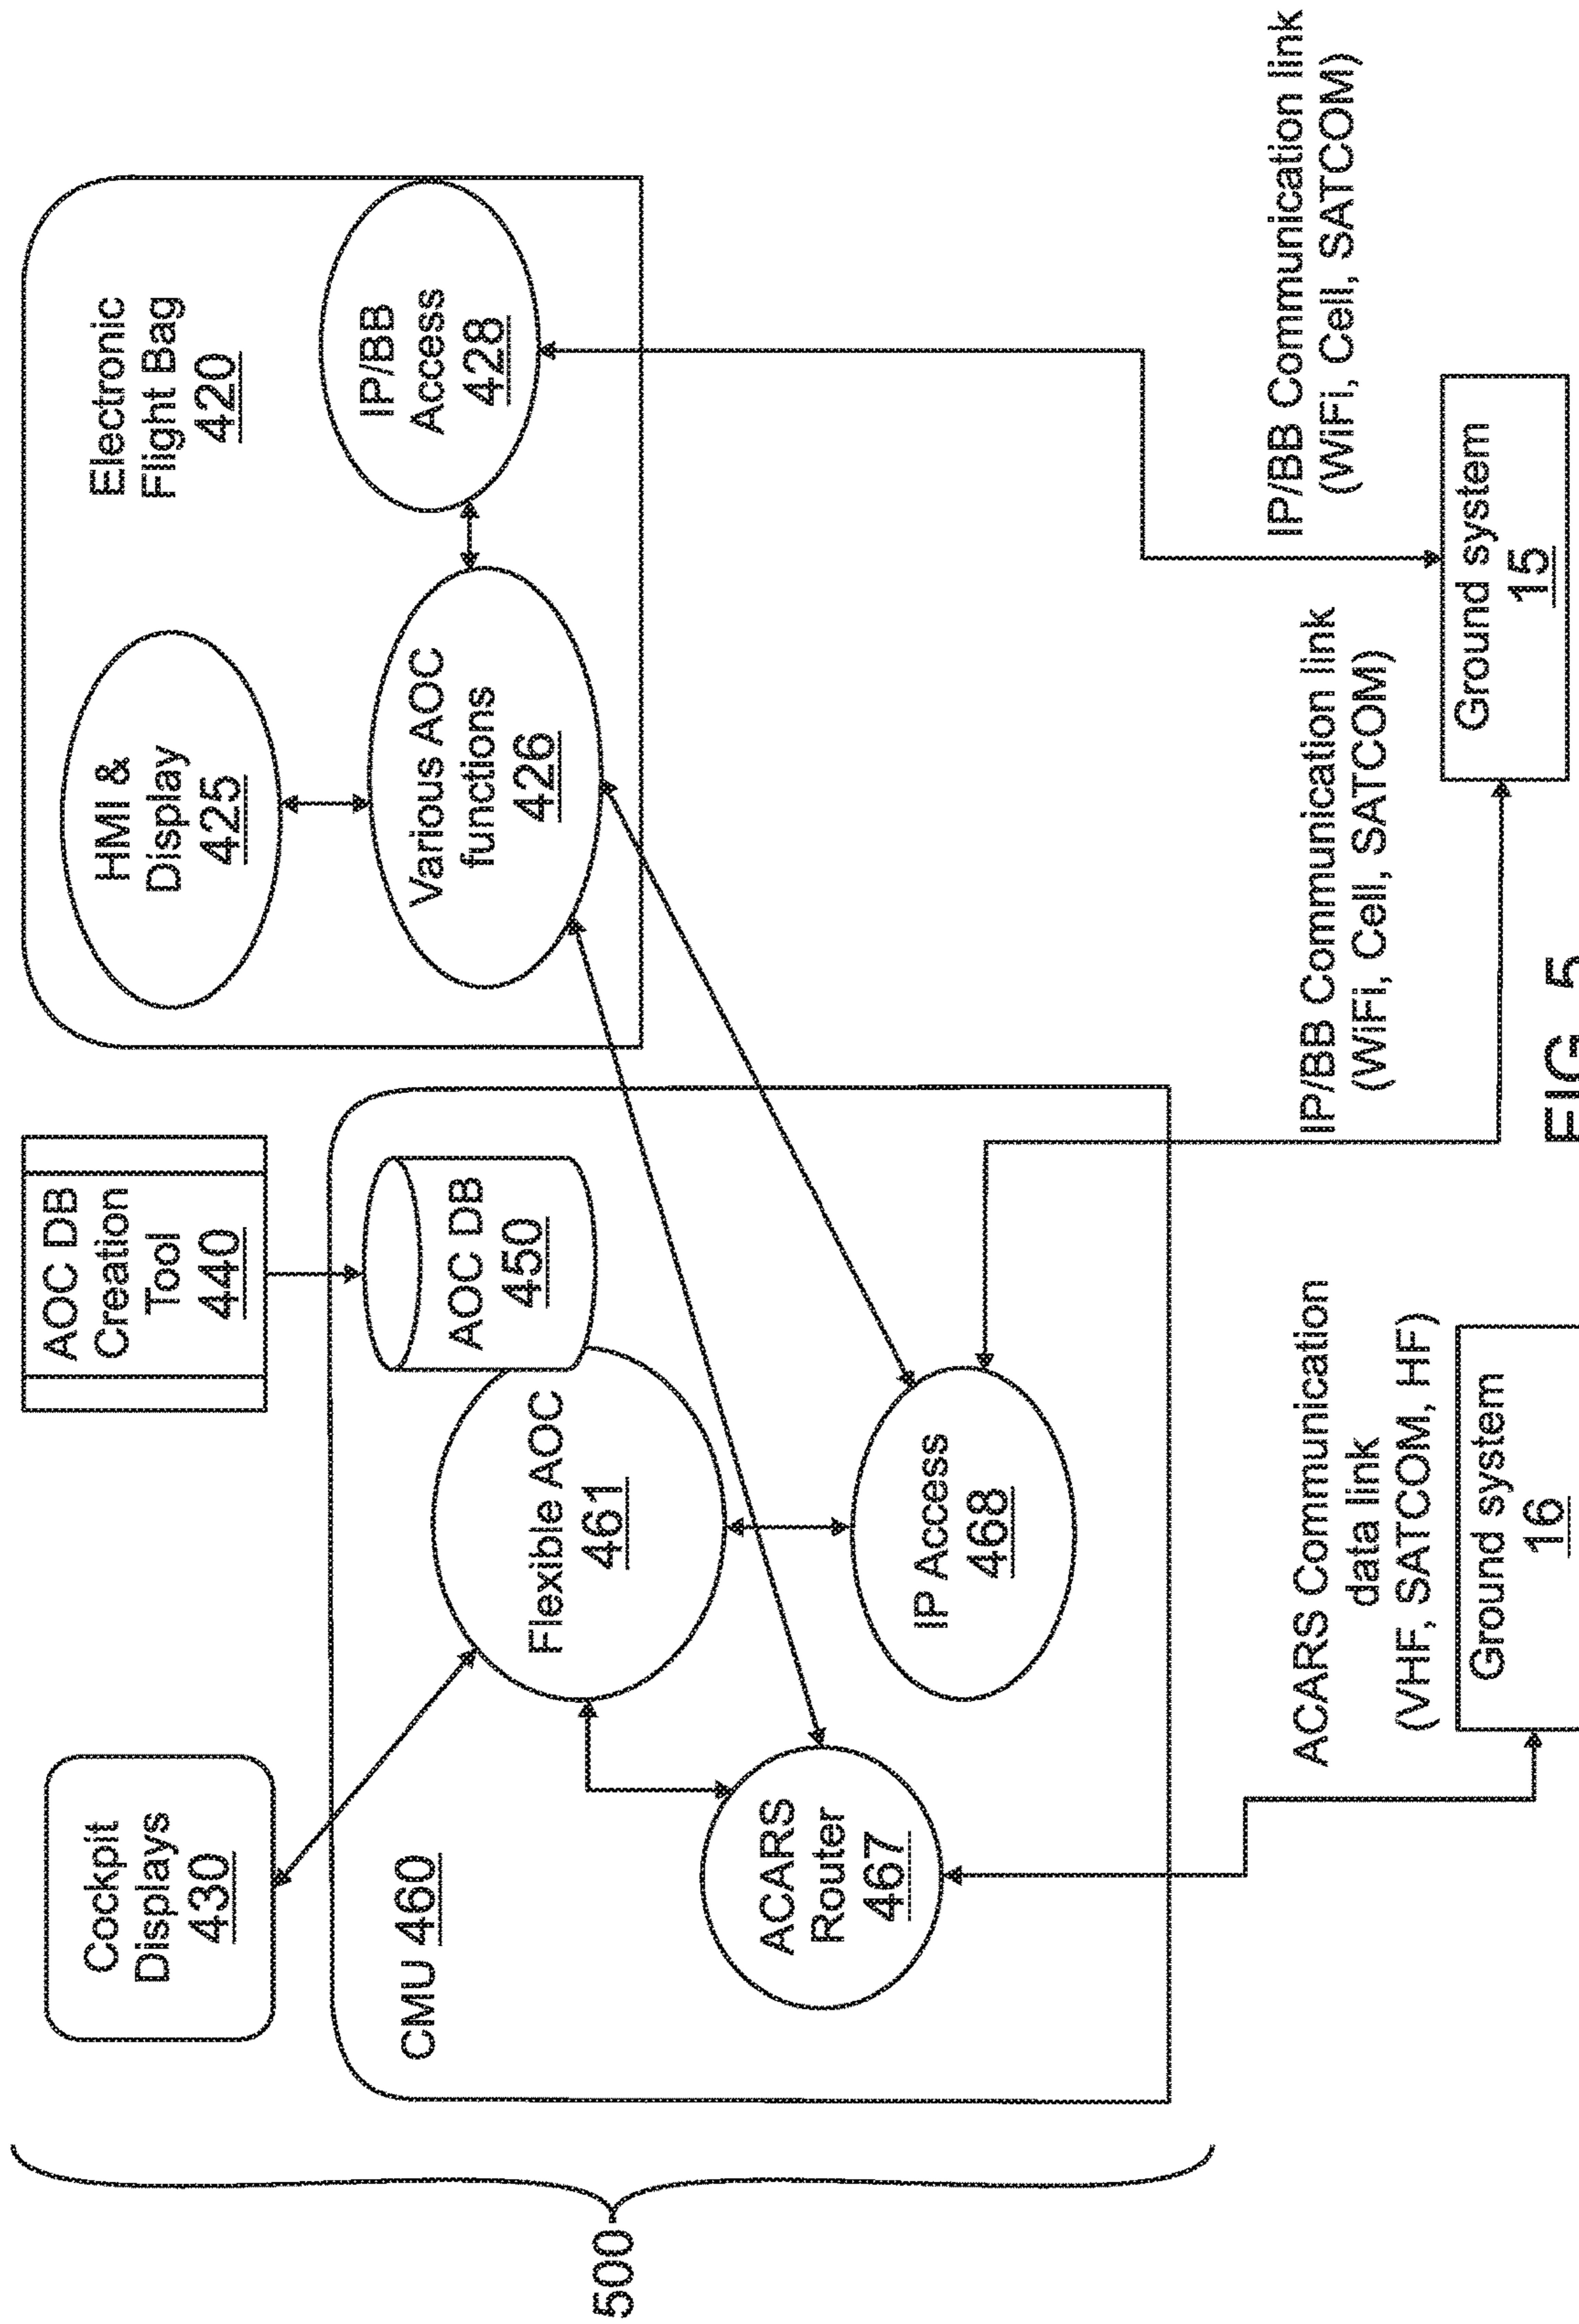 500
Cockpit
Displays
430
AOC DB
Creation
Tool
440
CMU 460
ACARS
Router
467
Flexible AOC
461
AOC DB
450
IP Access
468
Electronic
Flight Bag
420
HMI &
Display
425
Various AOC
functions
426
IP/BB
Access
428
ACARS Communication
data link
(VHF, SATCOM, HF)
IP/BB Communication link
(WiFi, Cell, SATCOM)
IP/BB Communication link
(WiFi, Cell, SATCOM)
Ground system
16
Ground system
15
FIG. 5